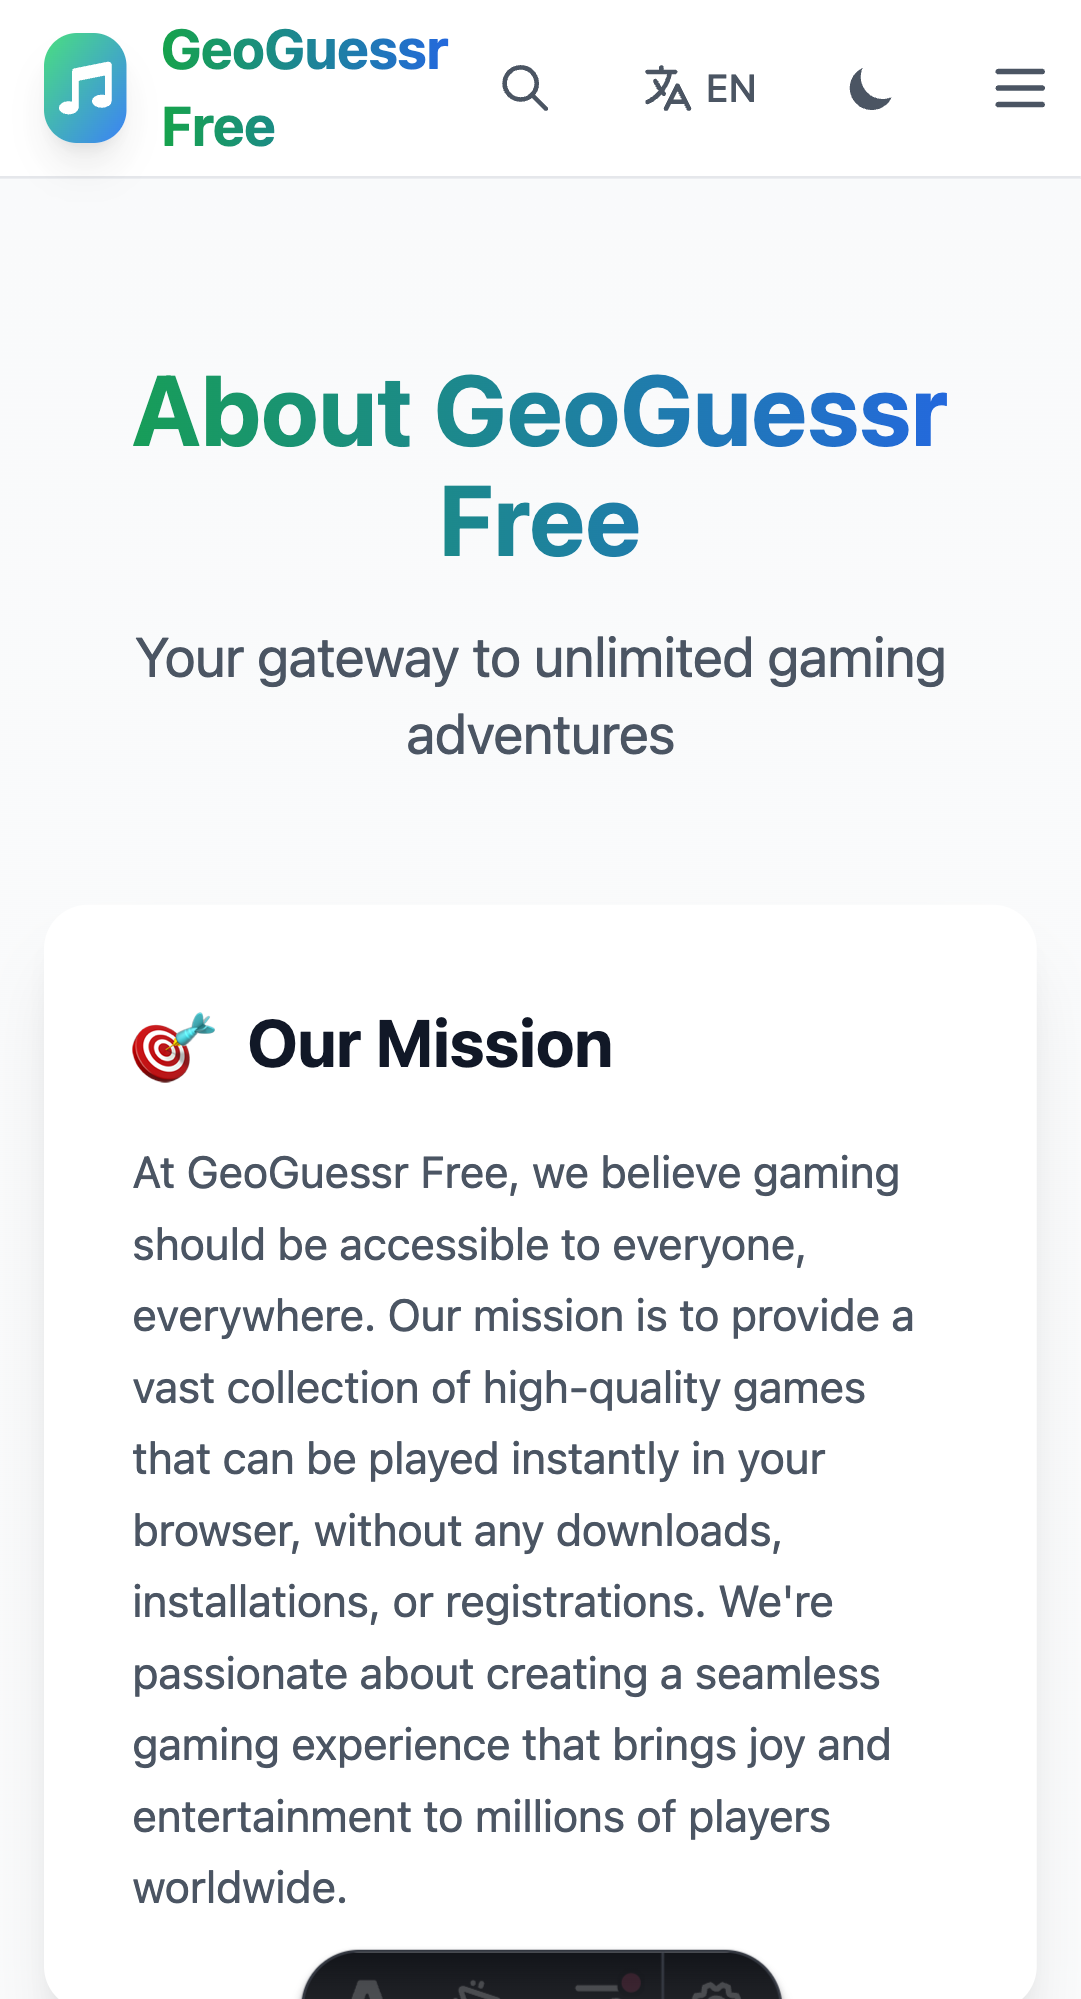 GeoGuessr
Free
EN
About GeoGuessr
Free
Your gateway to unlimited gaming
adventures
Our Mission
At GeoGuessr Free, we believe gaming
should be accessible to everyone,
everywhere. Our mission is to provide a
vast collection of high-quality games
that can be played instantly in your
browser, without any downloads,
installations, or registrations. We're
passionate about creating a seamless
gaming experience that brings joy and
entertainment to millions of players
worldwide.